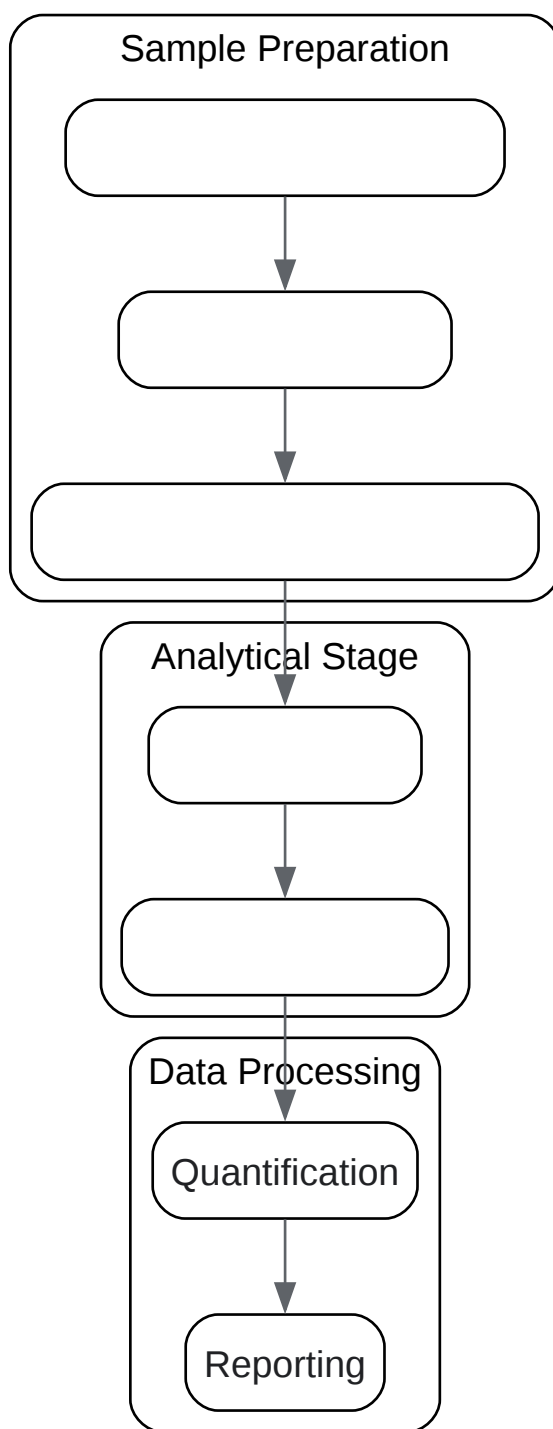 Sample Preparation
Analytical Stage
Data Processing
Quantification
Reporting